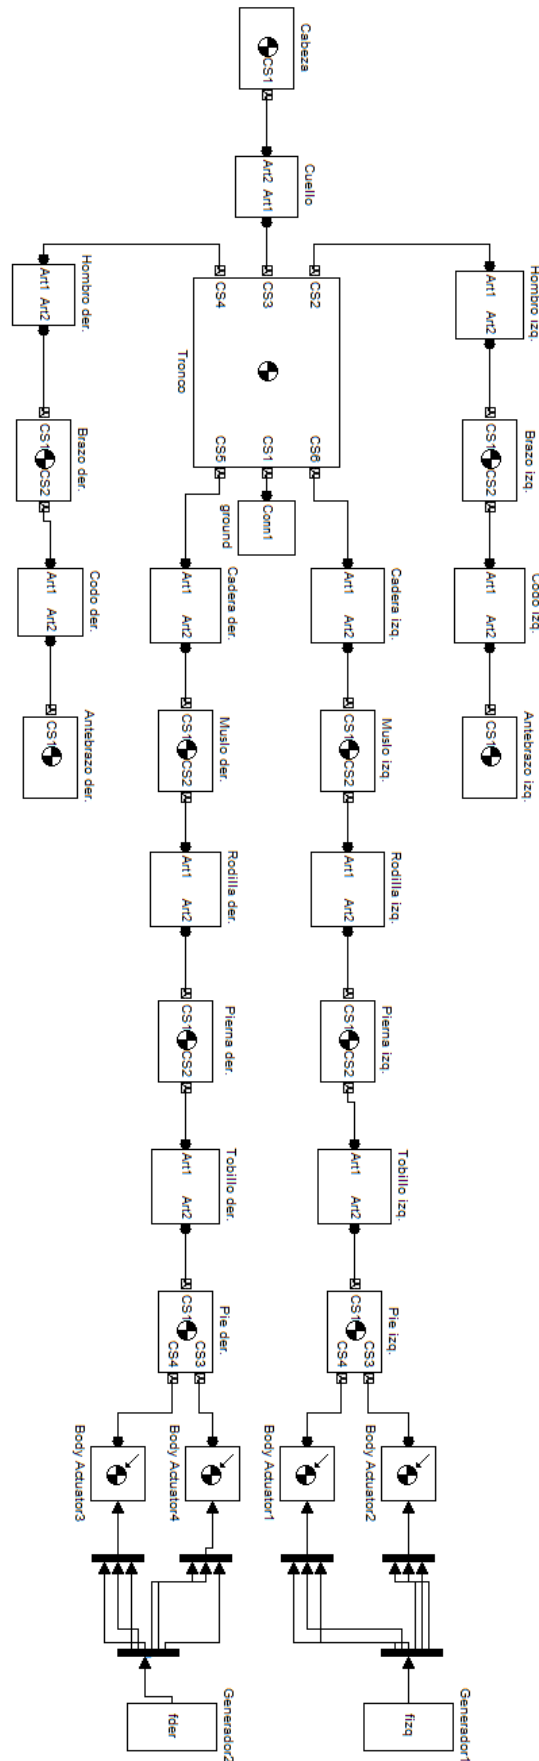 Cabeza
CS1
Cuello
Art2 Art1
Hombro der.
Art1 Art2
CS4
CS3
CS2
Tronco
CS5
CS1
CS6
Hombro izq.
Art1 Art2
Brazo der.
CS1 CS2
Brazo izq.
CS1 CS2
ground
Conn1
Codo der.
Art1 Art2
Cadera der.
Art1 Art2
Cadera izq.
Art1 Art2
Codo izq.
Art1 Art2
Antebrazo der.
CS1
Muslo der.
CS1 CS2
Muslo izq.
CS1 CS2
Antebrazo izq.
CS1
Rodilla der.
Art1 Art2
Rodilla izq.
Art1 Art2
Pierna der.
CS1 CS2
Pierna izq.
CS1 CS2
Tobillo der.
Art1 Art2
Tobillo izq.
Art1 Art2
Pie der.
CS1
CS3
CS4
Pie izq.
CS1
CS3
CS4
Body Actuator3
Body Actuator4
Body Actuator1
Body Actuator2
fder
Generador2
fizq
Generador1